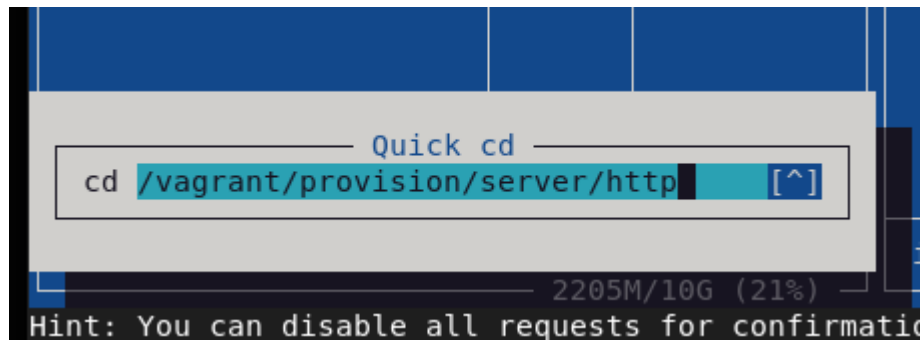 Quick cd
cd /vagrant/provision/server/http [^]
2205M/10G (21%)
Hint: You can disable all requests for confirmatio